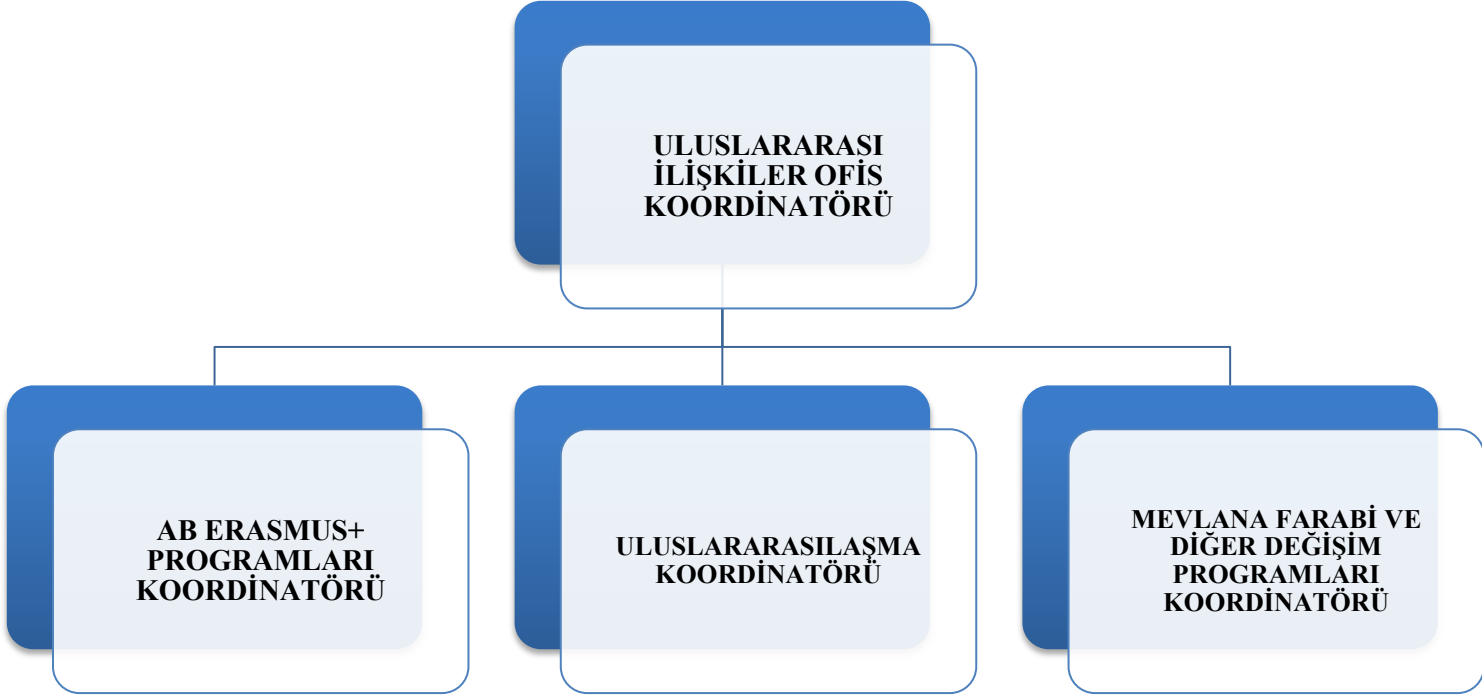 ULUSLARARASI
İLİŞKİLER OFİS
KOORDİNATÖRÜ
AB ERASMUS+
PROGRAMLARI
KOORDİNATÖRÜ
ULUSLARARASILAŞMA
KOORDİNATÖRÜ
MEVLANA FARABİ VE
DİĞER DEĞİŞİM
PROGRAMLARI
KOORDİNATÖRÜ